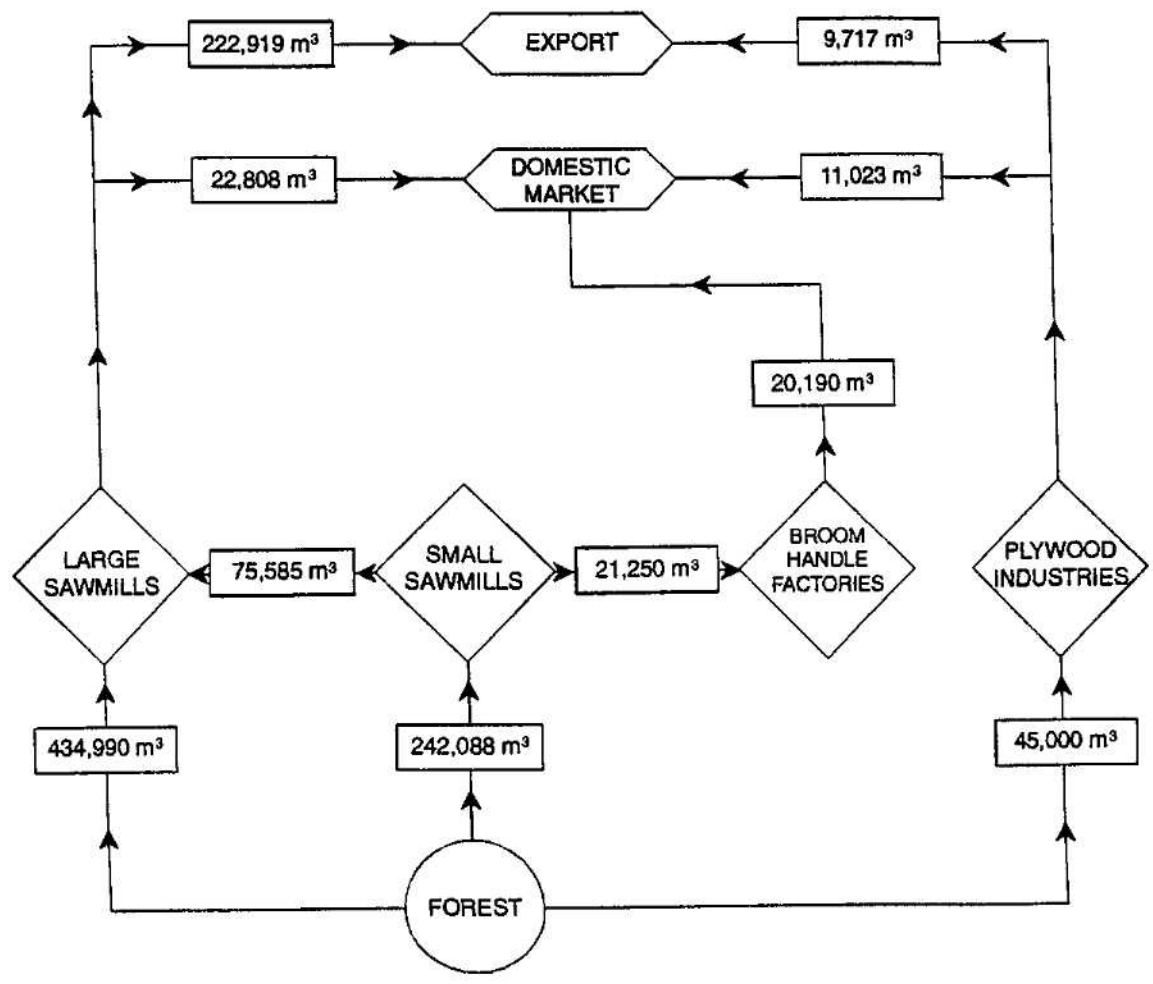 222,919 m³
EXPORT
9,717 m³
22,808 m³
DOMESTIC
MARKET
11,023 m³
20,190 m³
LARGE
SAWMILLS
75,585 m³
SMALL
SAWMILLS
21,250 m³
BROOM
HANDLE
FACTORIES
PLYWOOD
INDUSTRIES
434,990 m³
242,088 m³
45,000 m³
FOREST